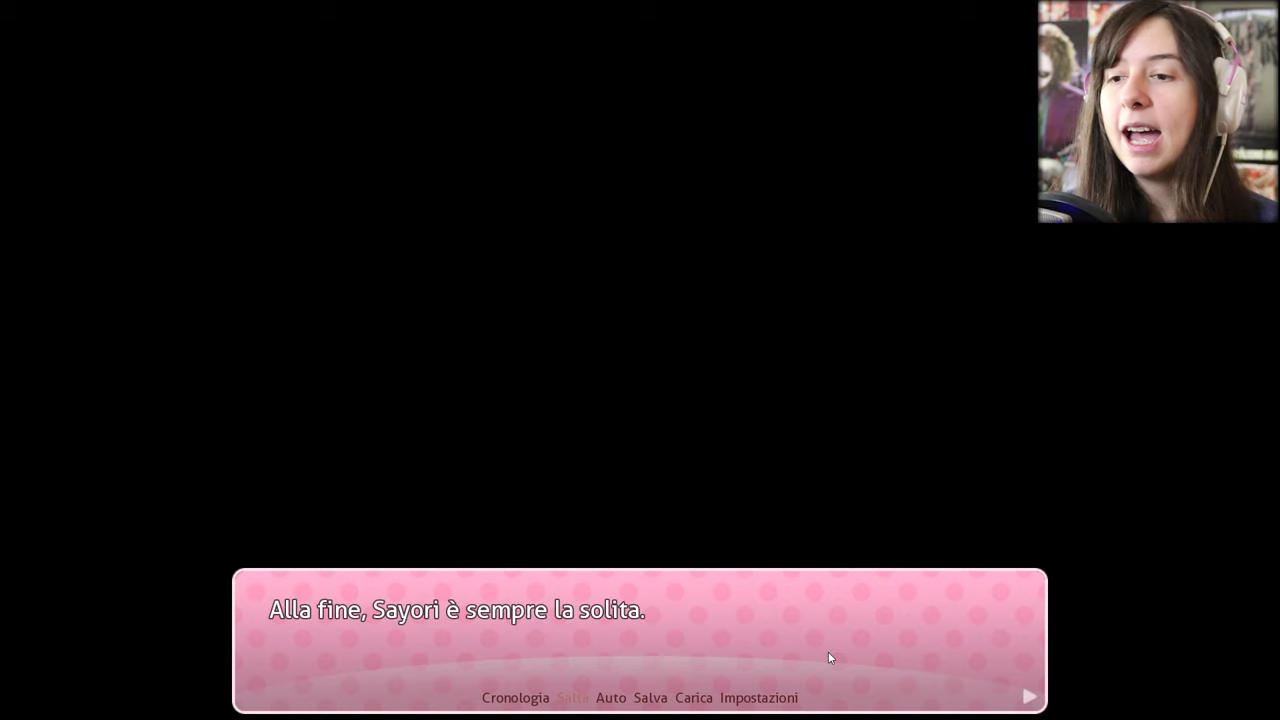 Alla fine, Sayori è sempre la solita.
Cronologia Salta Auto Salva Carica Impostazioni